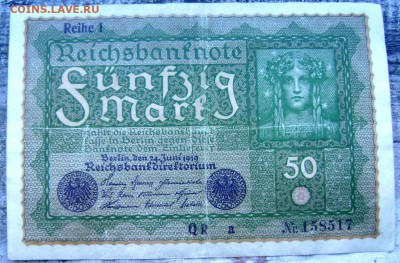 COINS.LAVE.RU
Reihe 1
Reichsbanknote
Fünfzig
Mark
zahlt die Reichsbankhaupt
kasse in Berlin gegen diese
Banknote dem Einlieferer
Berlin, den 24. Juni 1919
Reichsbankdirektorium
50
QR a
Nr. 158517